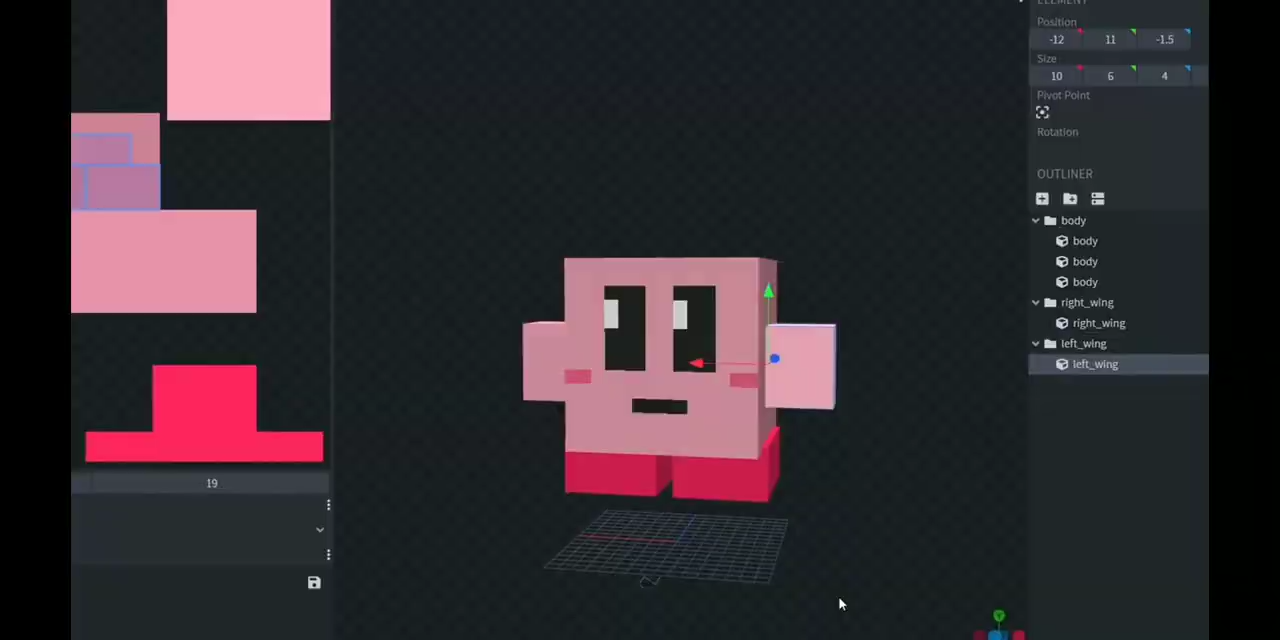 ELEMENT
Position
-12 11 -1.5
Size
10 6 4
Pivot Point
Rotation
OUTLINER
body
body
body
body
right_wing
right_wing
left_wing
left_wing
19
Y